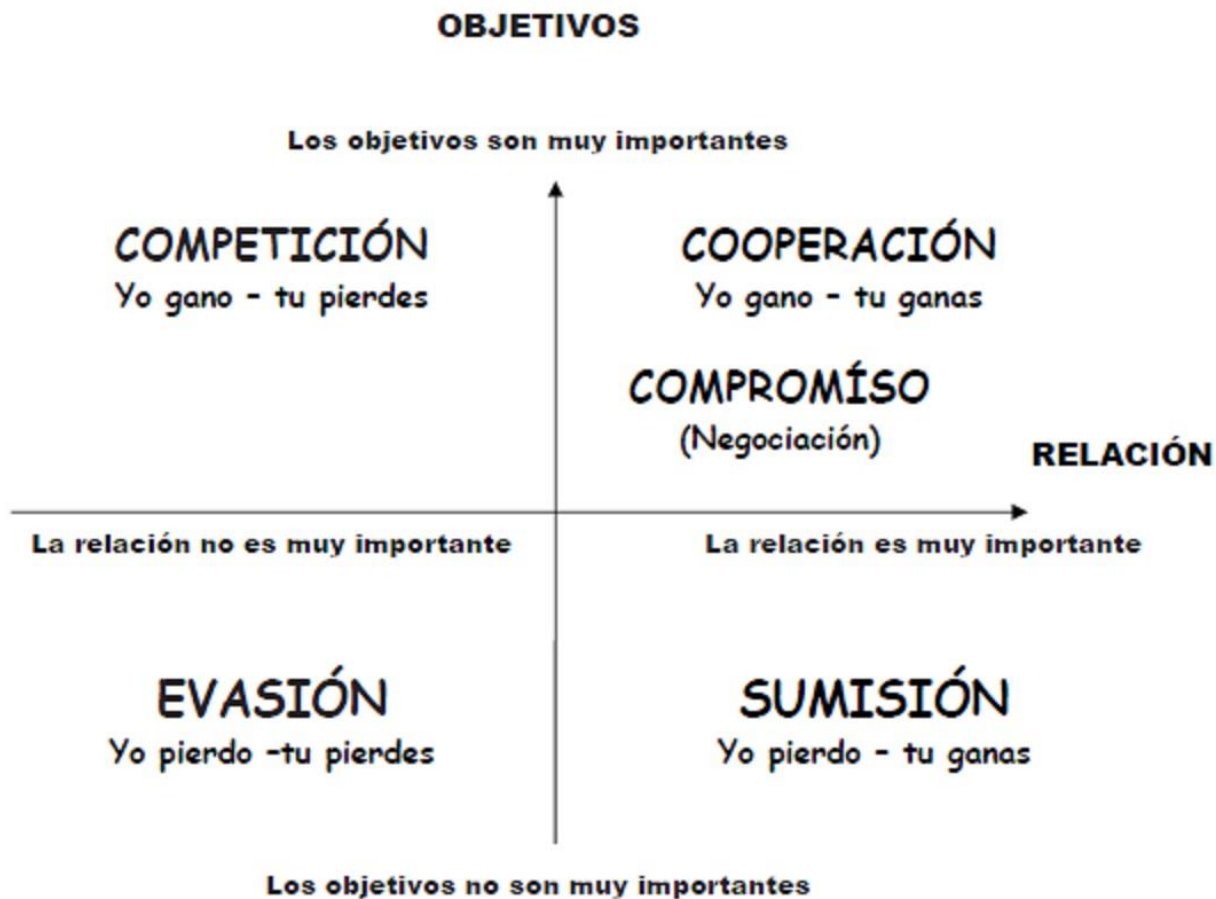 OBJETIVOS
Los objetivos son muy importantes
COMPETICIÓN
Yo gano - tu pierdes
COOPERACIÓN
Yo gano - tu ganas
COMPROMÍSO
(Negociación)
RELACIÓN
La relación no es muy importante
La relación es muy importante
EVASIÓN
Yo pierdo -tu pierdes
SUMISIÓN
Yo pierdo - tu ganas
Los objetivos no son muy importantes